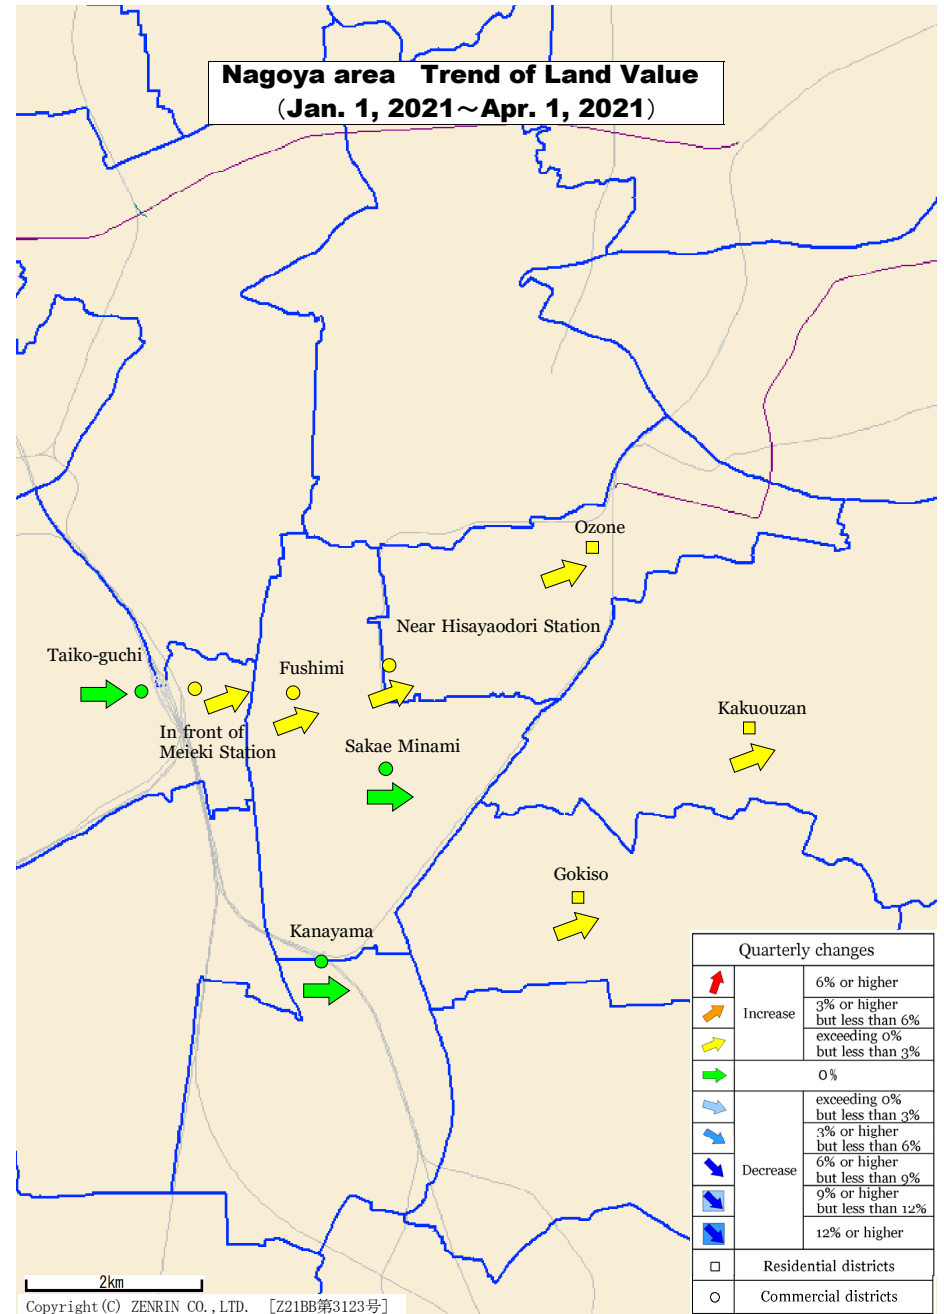 Nagoya area Trend of Land Value
（Jan. 1, 2021～Apr. 1, 2021）
Ozone
Near Hisayaodori Station
Taiko-guchi
Fushimi
In front of
Meieki Station
Kakuouzan
Sakae Minami
Gokiso
Kanayama
Quarterly changes
Increase
6% or higher
3% or higher
but less than 6%
exceeding 0%
but less than 3%
0%
Decrease
exceeding 0%
but less than 3%
3% or higher
but less than 6%
6% or higher
but less than 9%
9% or higher
but less than 12%
12% or higher
Residential districts
Commercial districts
2km
Copyright(C) ZENRIN CO.,LTD. [Z21BB第3123号]